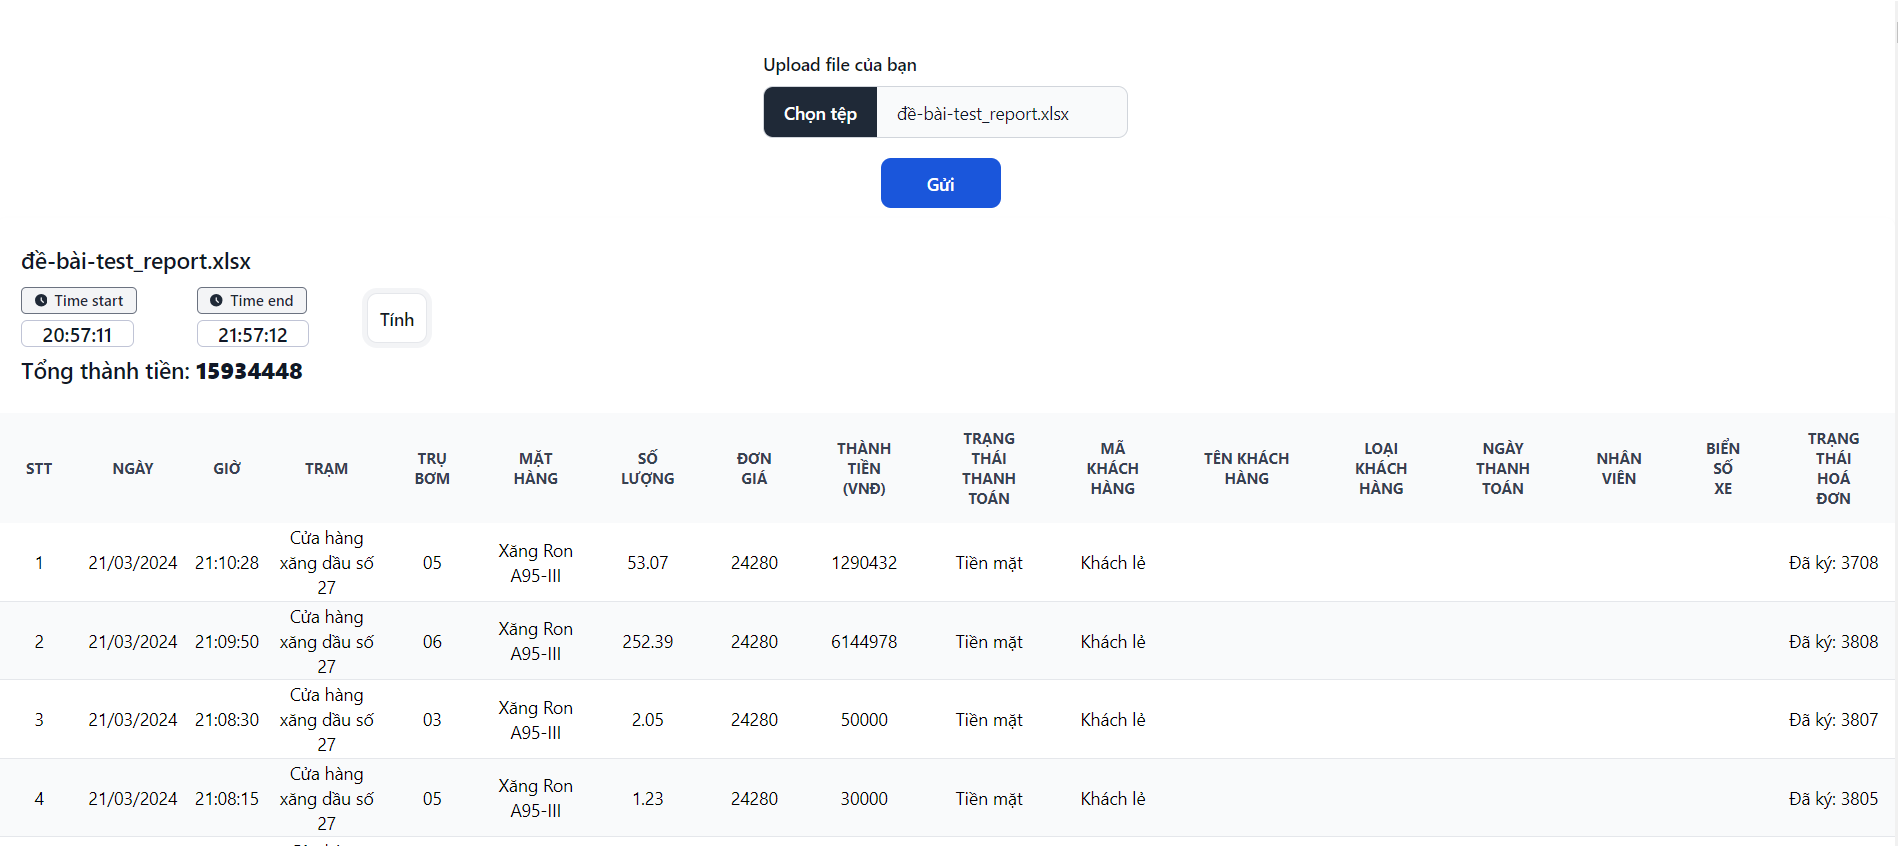 Upload file của bạn
Chọn tệp đề-bài-test_report.xlsx
Gửi
đề-bài-test_report.xlsx
Time start Time end
20:57:11 21:57:12 Tính
Tổng thành tiền: 15934448
STT NGÀY GIỜ TRẠM TRỤ BƠM MẶT HÀNG SỐ LƯỢNG ĐƠN GIÁ THÀNH TIỀN (VNĐ) TRẠNG THÁI THANH TOÁN MÃ KHÁCH HÀNG TÊN KHÁCH HÀNG LOẠI KHÁCH HÀNG NGÀY THANH TOÁN NHÂN VIÊN BIỂN SỐ XE TRẠNG THÁI HOÁ ĐƠN
1 21/03/2024 21:10:28 Cửa hàng xăng dầu số 27 05 Xăng Ron A95-III 53.07 24280 1290432 Tiền mặt Khách lẻ Đã ký: 3708
2 21/03/2024 21:09:50 Cửa hàng xăng dầu số 27 06 Xăng Ron A95-III 252.39 24280 6144978 Tiền mặt Khách lẻ Đã ký: 3808
3 21/03/2024 21:08:30 Cửa hàng xăng dầu số 27 03 Xăng Ron A95-III 2.05 24280 50000 Tiền mặt Khách lẻ Đã ký: 3807
4 21/03/2024 21:08:15 Cửa hàng xăng dầu số 27 05 Xăng Ron A95-III 1.23 24280 30000 Tiền mặt Khách lẻ Đã ký: 3805